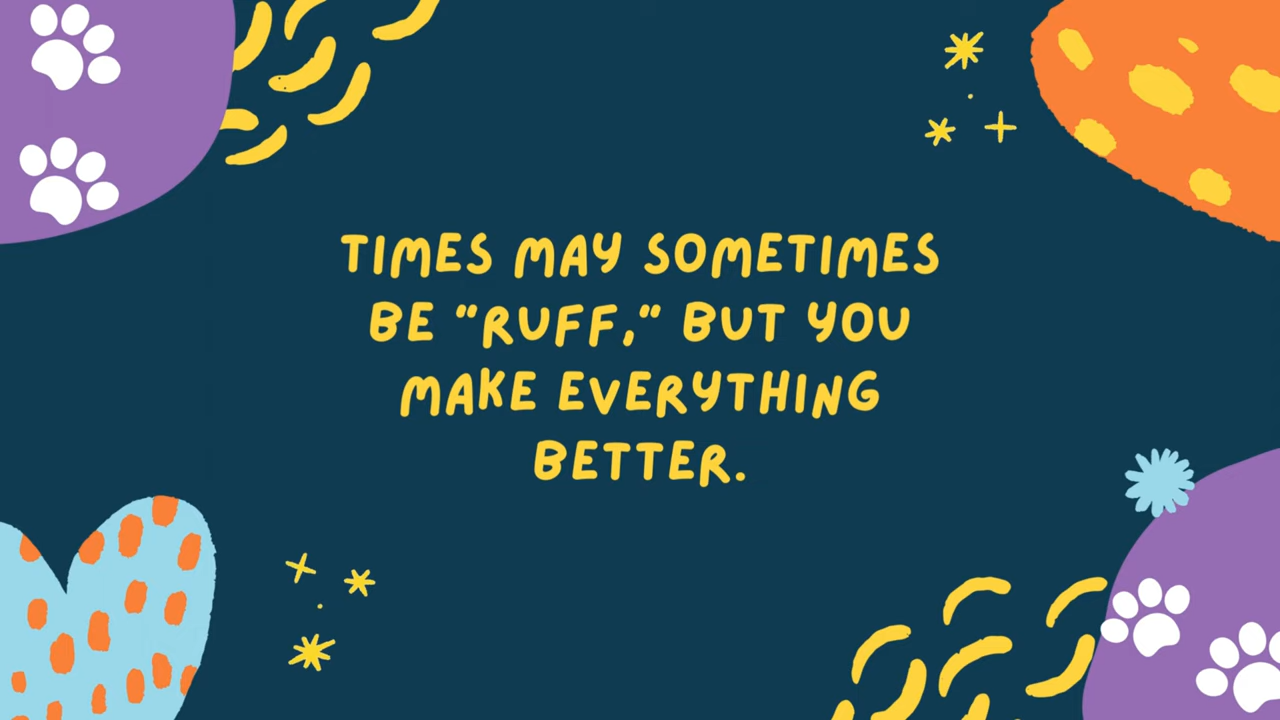 TIMES MAY SOMETIMES
BE "RUFF," BUT YOU
MAKE EVERYTHING
BETTER.